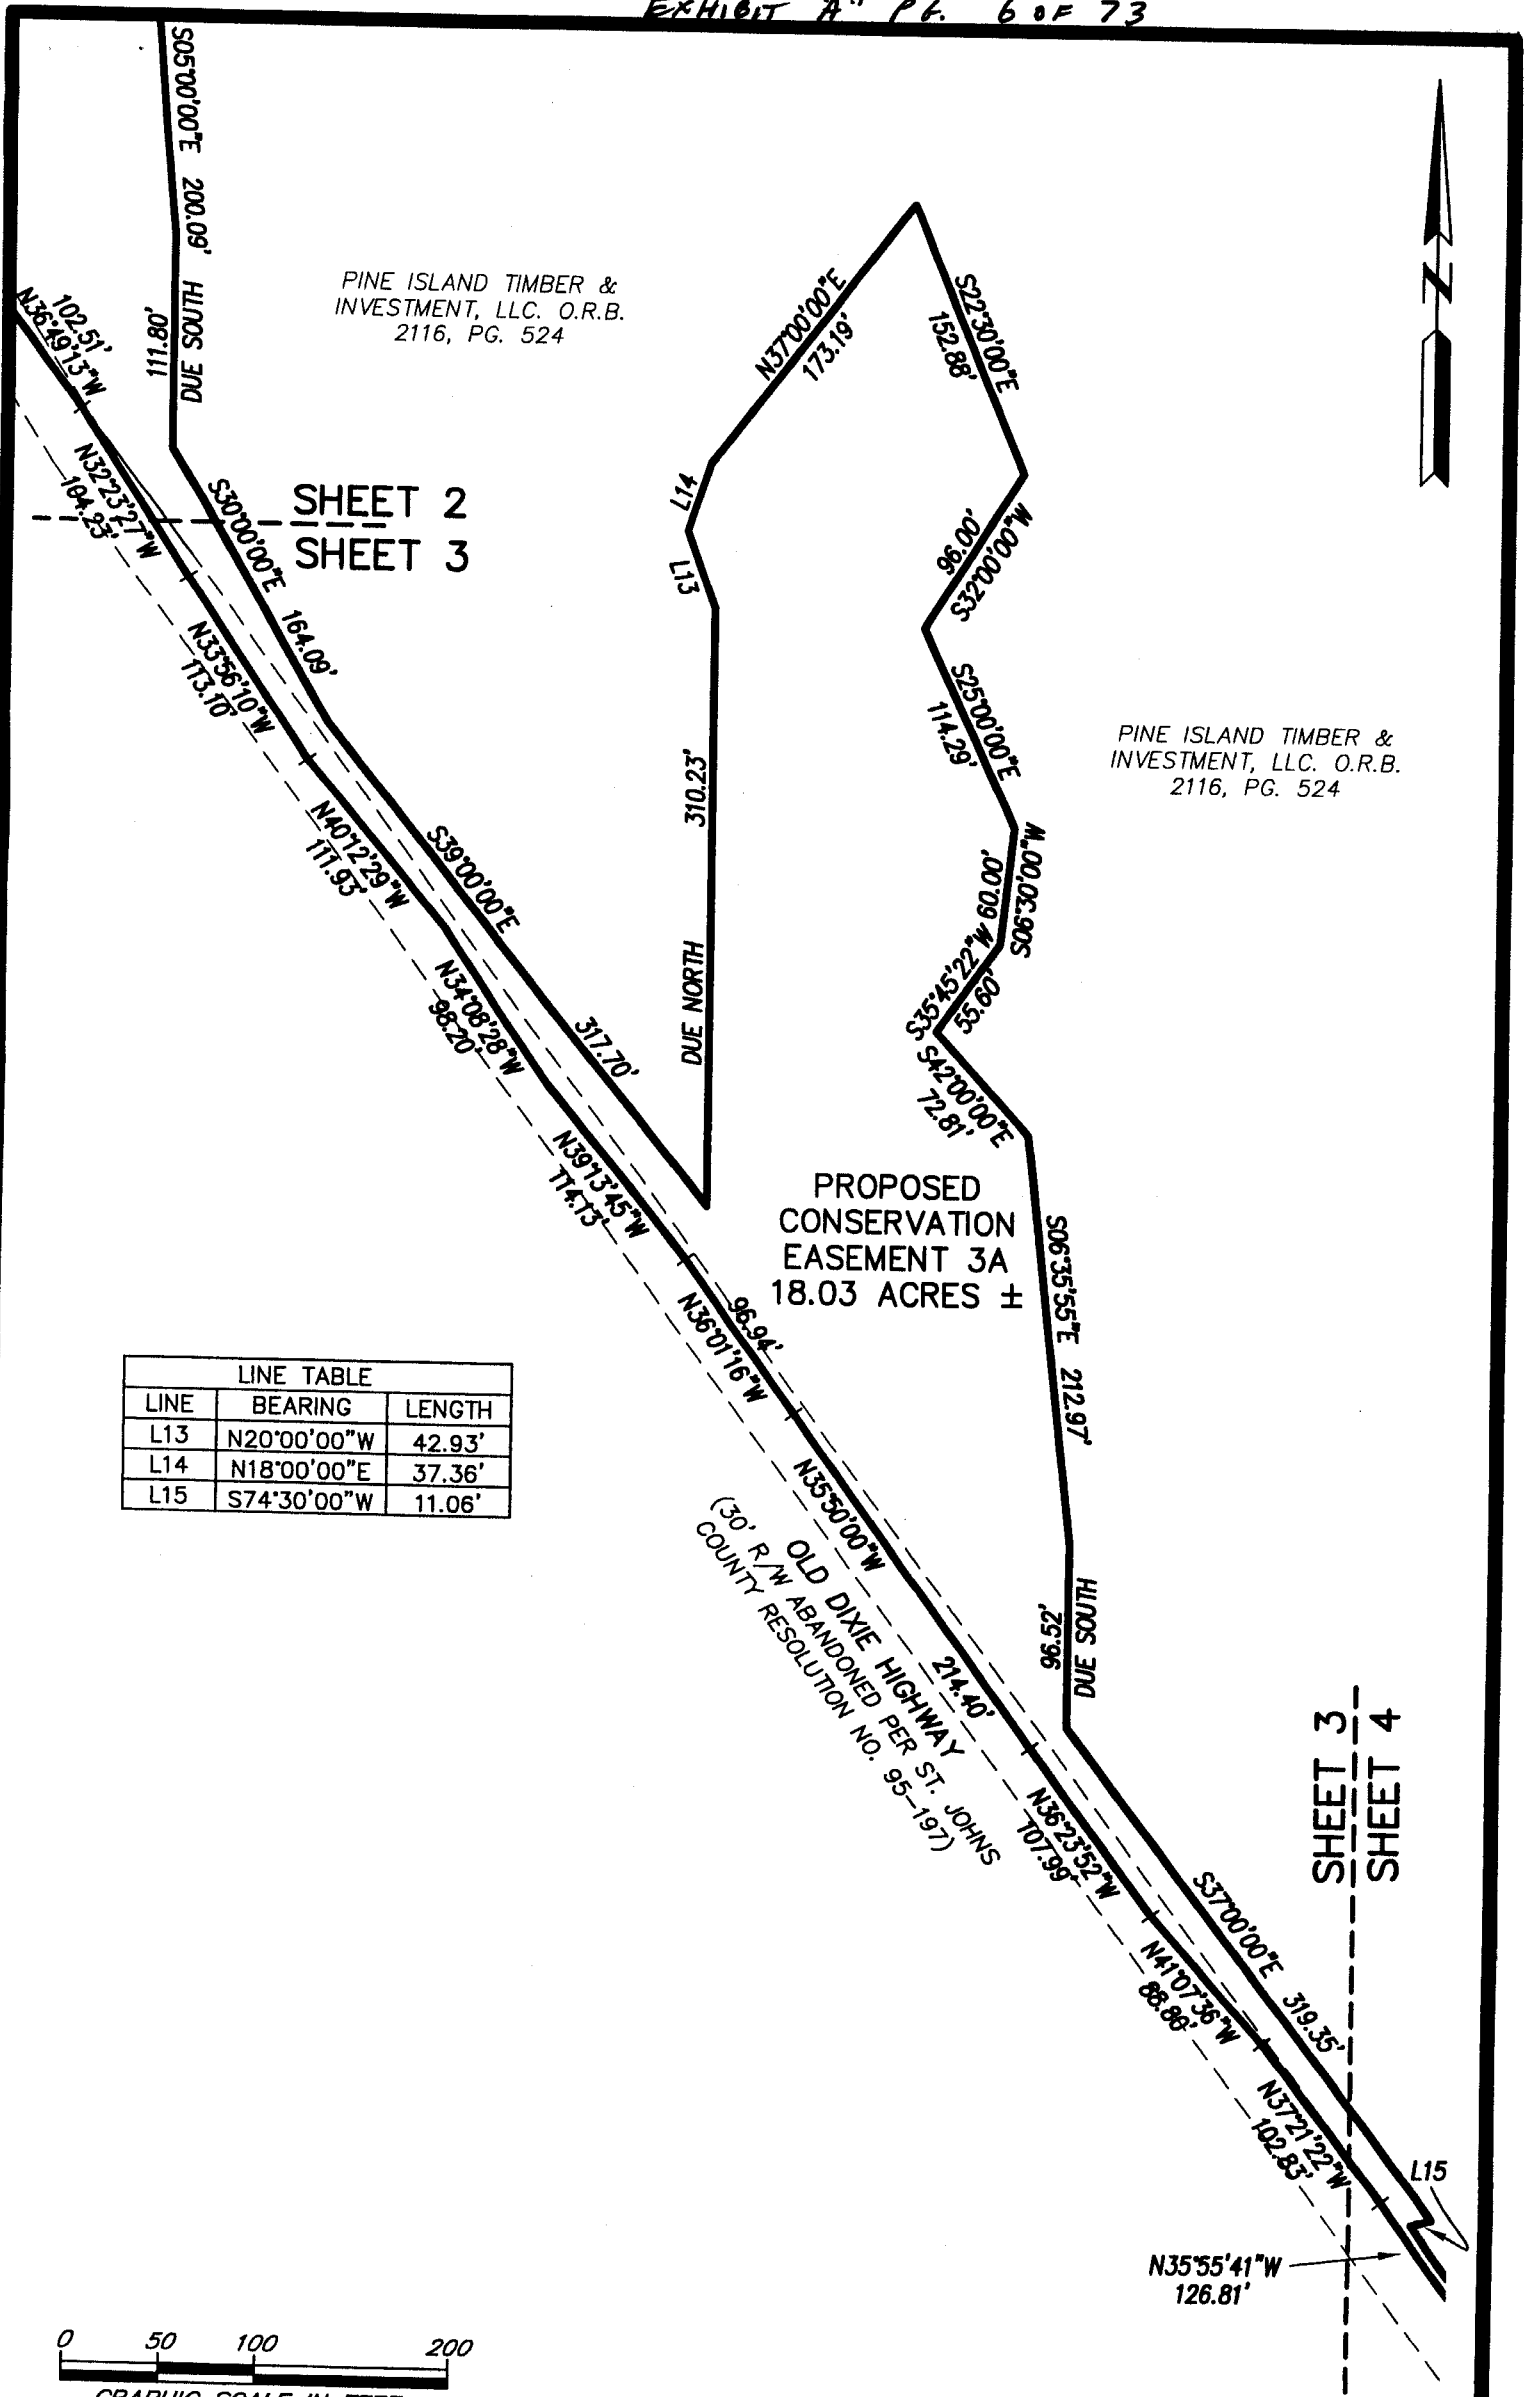 EXHIBIT "A" PG. 6 OF 73
S05°00'00"E 200.09'
111.80'
DUE SOUTH
PINE ISLAND TIMBER &
INVESTMENT, LLC. O.R.B.
2116, PG. 524
102.51'
N36°49'13"W
N32°23'27"W
104.23'
S30°00'00"E 164.09'
SHEET 2
SHEET 3
N33°56'10"W
113.10'
L14
L13
N37°00'00"E
173.19'
S22°30'00"E
152.88'
96.00'
S32°00'00"W
S25°00'00"E
114.29'
PINE ISLAND TIMBER &
INVESTMENT, LLC. O.R.B.
2116, PG. 524
N
310.23'
DUE NORTH
N40°12'29"W
111.93'
S39°00'00"E
317.70'
60.00'
S06°30'00"W
S35°45'22"W
55.60'
S42°00'00"E
72.81'
N34°08'28"W
98.20'
N39°13'45"W
114.13'
PROPOSED
CONSERVATION
EASEMENT 3A
18.03 ACRES ±
S06°35'55"E 212.97'
96.94'
N36°01'16"W
LINE TABLE
LINE BEARING LENGTH
L13 N20°00'00"W 42.93'
L14 N18°00'00"E 37.36'
L15 S74°30'00"W 11.06'
N35°50'00"W
214.40'
OLD DIXIE HIGHWAY
(30' R/W ABANDONED PER ST. JOHNS
COUNTY RESOLUTION NO. 95-197)
96.52'
DUE SOUTH
N36°23'52"W
107.99'
SHEET 3
SHEET 4
S37°00'00"E 319.35'
N41°07'36"W
N37°21'22"W
102.83'
L15
N35°55'41"W
126.81'
0 50 100 200
GRAPHIC SCALE IN FEET